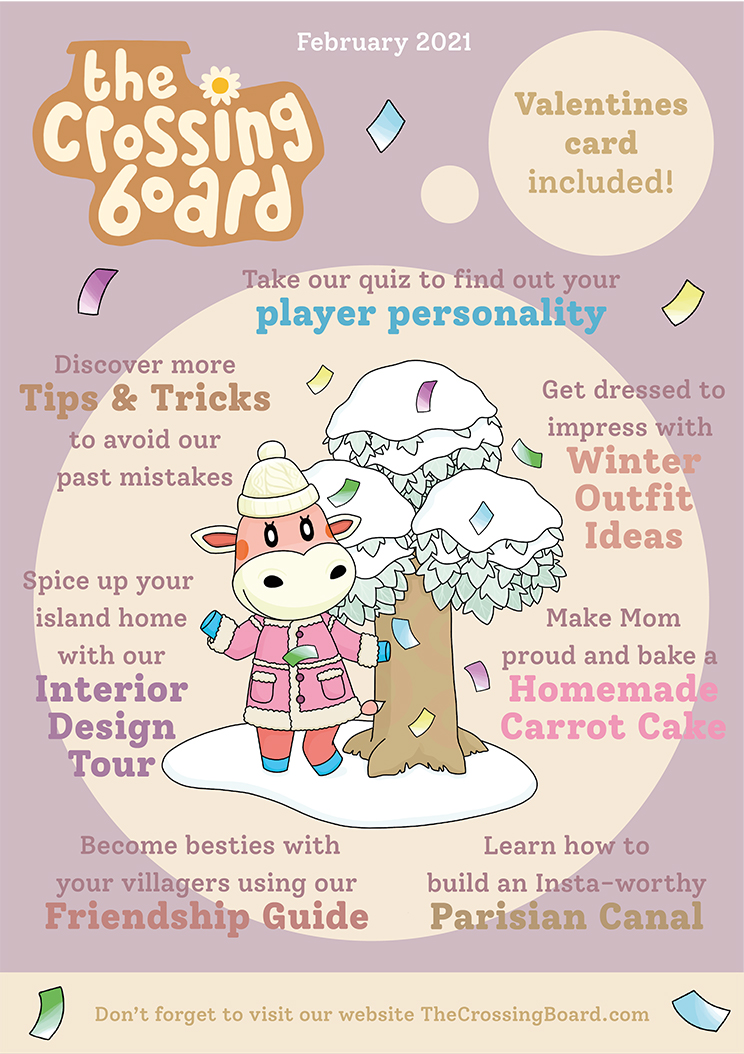 February 2021
the
crossing
board
Valentines
card
included!
Take our quiz to find out your
player personality
Discover more
Tips & Tricks
to avoid our
past mistakes
Get dressed to
impress with
Winter
Outfit
Ideas
Spice up your
island home
with our
Interior
Design
Tour
Make Mom
proud and bake a
Homemade
Carrot Cake
Become besties with
your villagers using our
Friendship Guide
Learn how to
build an Insta-worthy
Parisian Canal
Don't forget to visit our website TheCrossingBoard.com